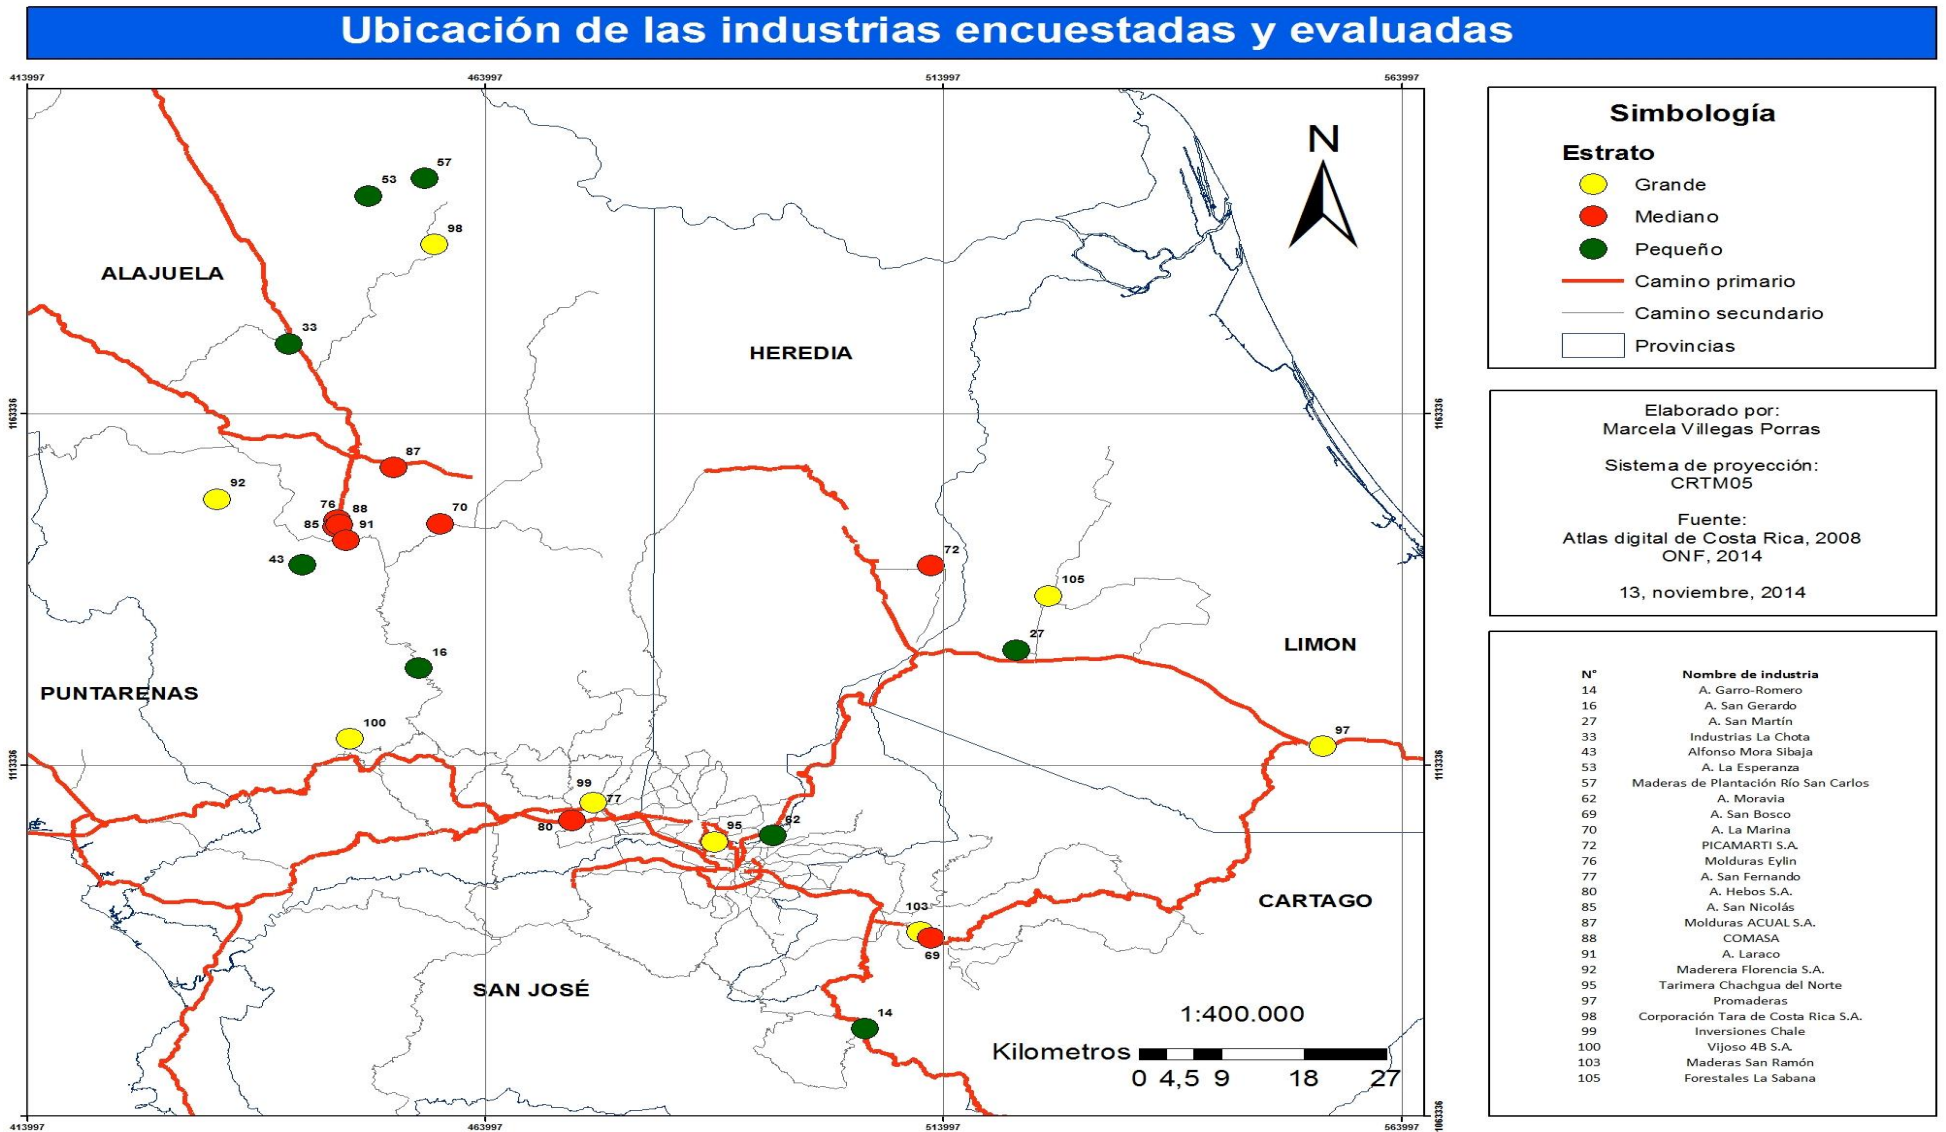 Ubicación de las industrias encuestadas y evaluadas
413997
463997
513997
563997
57
53
98
ALAJUELA
33
HEREDIA
1163336
1163336
87
92
76
88
70
85
91
43
72
105
27
LIMON
16
PUNTARENAS
100
97
1113336
1113336
99
77
80
95
62
CARTAGO
103
69
SAN JOSÉ
14
N
1:400.000
Kilometros
0 4,5 9 18 27
413997
463997
513997
563997
1063336
Simbología
Estrato
Grande
Mediano
Pequeño
Camino primario
Camino secundario
Provincias
Elaborado por:
Marcela Villegas Porras
Sistema de proyección:
CRTM05
Fuente:
Atlas digital de Costa Rica, 2008
ONF, 2014
13, noviembre, 2014
N° Nombre de industria
14 A. Garro-Romero
16 A. San Gerardo
27 A. San Martín
33 Industrias La Chota
43 Alfonso Mora Sibaja
53 A. La Esperanza
57 Maderas de Plantación Río San Carlos
62 A. Moravia
69 A. San Bosco
70 A. La Marina
72 PICAMARTI S.A.
76 Molduras Eylin
77 A. San Fernando
80 A. Hebos S.A.
85 A. San Nicolás
87 Molduras ACUAL S.A.
88 COMASA
91 A. Laraco
92 Maderera Florencia S.A.
95 Tarimera Chachgua del Norte
97 Promaderas
98 Corporación Tara de Costa Rica S.A.
99 Inversiones Chale
100 Vijoso 4B S.A.
103 Maderas San Ramón
105 Forestales La Sabana